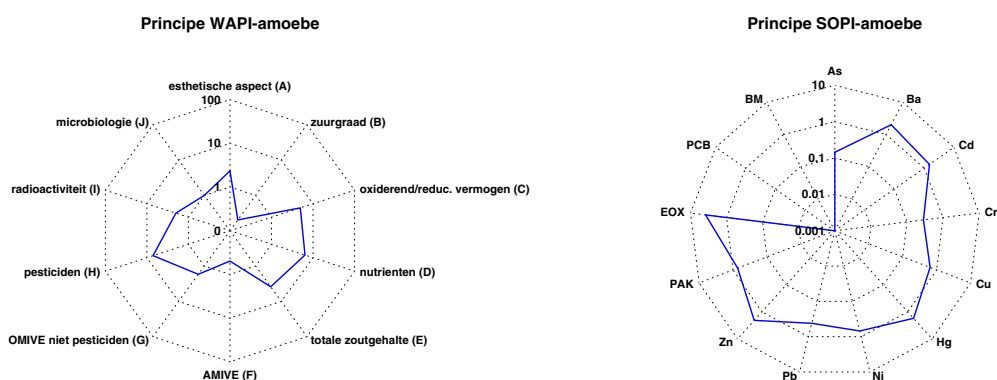 Principe WAPI-amoebe
esthetische aspect (A)
100
microbiologie (J)
zuurgraad (B)
10
radioactiviteit (I)
1
oxiderend/reduc. vermogen (C)
0
pesticiden (H)
nutrienten (D)
OMIVE niet pesticiden (G)
totale zoutgehalte (E)
AMIVE (F)
Principe SOPI-amoebe
As
10
BM
Ba
1
PCB
Cd
0,1
0,01
EOX
Cr
0.001
PAK
Cu
Zn
Hg
Pb
Ni